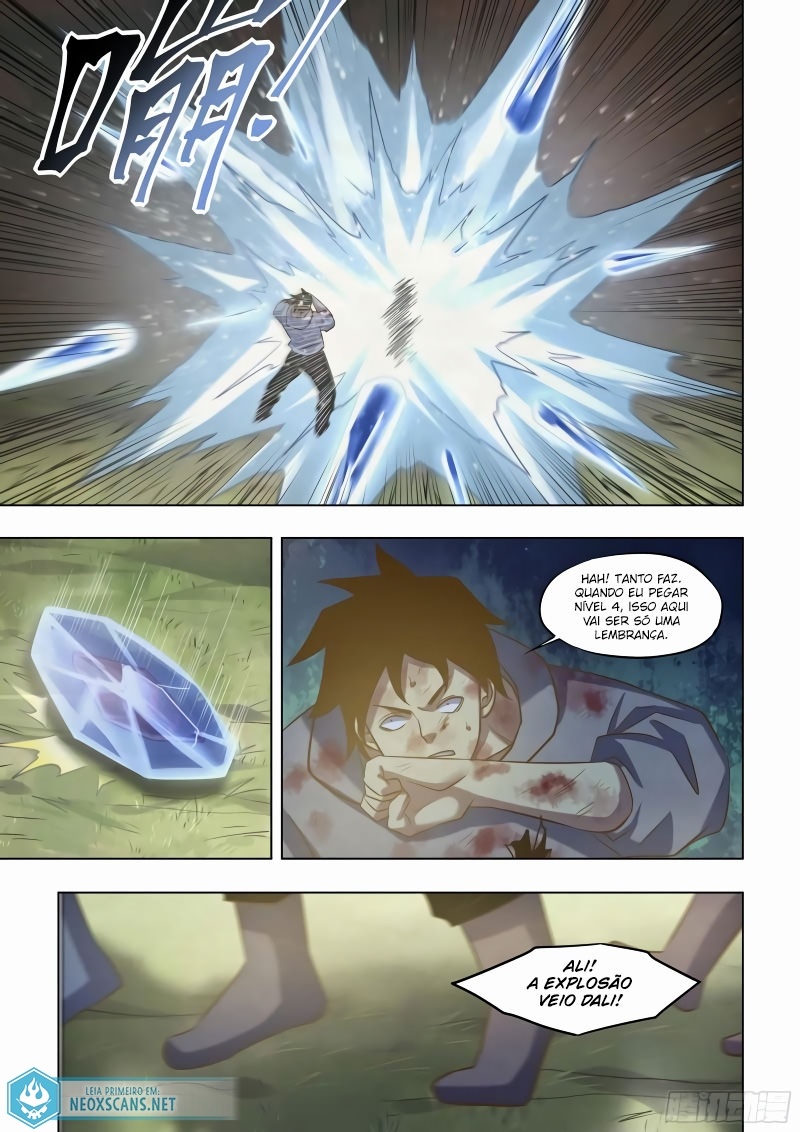 HAH! TANTO FAZ.
QUANDO EU PEGAR
NÍVEL 4, ISSO AQUI
VAI SER SÓ UMA
LEMBRANÇA.
ALI!
A EXPLOSÃO
VEIO DALI!
LEIA PRIMEIRO EM:
NEOXSCANS.NET